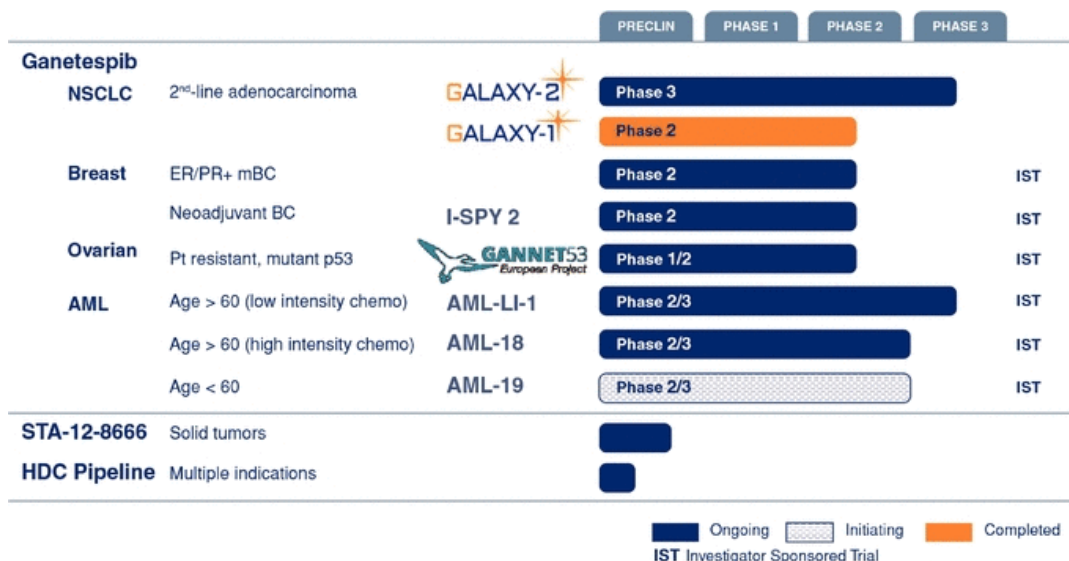 PRECLIN PHASE 1 PHASE 2 PHASE 3
Ganetespib
NSCLC 2nd-line adenocarcinoma GALAXY-2 Phase 3
GALAXY-1 Phase 2
Breast ER/PR+ mBC Phase 2 IST
Neoadjuvant BC I-SPY 2 Phase 2 IST
Ovarian Pt resistant, mutant p53 GANNET53 Phase 1/2 IST
European Project
AML Age > 60 (low intensity chemo) AML-LI-1 Phase 2/3 IST
Age > 60 (high intensity chemo) AML-18 Phase 2/3 IST
Age < 60 AML-19 Phase 2/3 IST
STA-12-8666 Solid tumors
HDC Pipeline Multiple indications
Ongoing Initiating Completed
IST Investigator Sponsored Trial